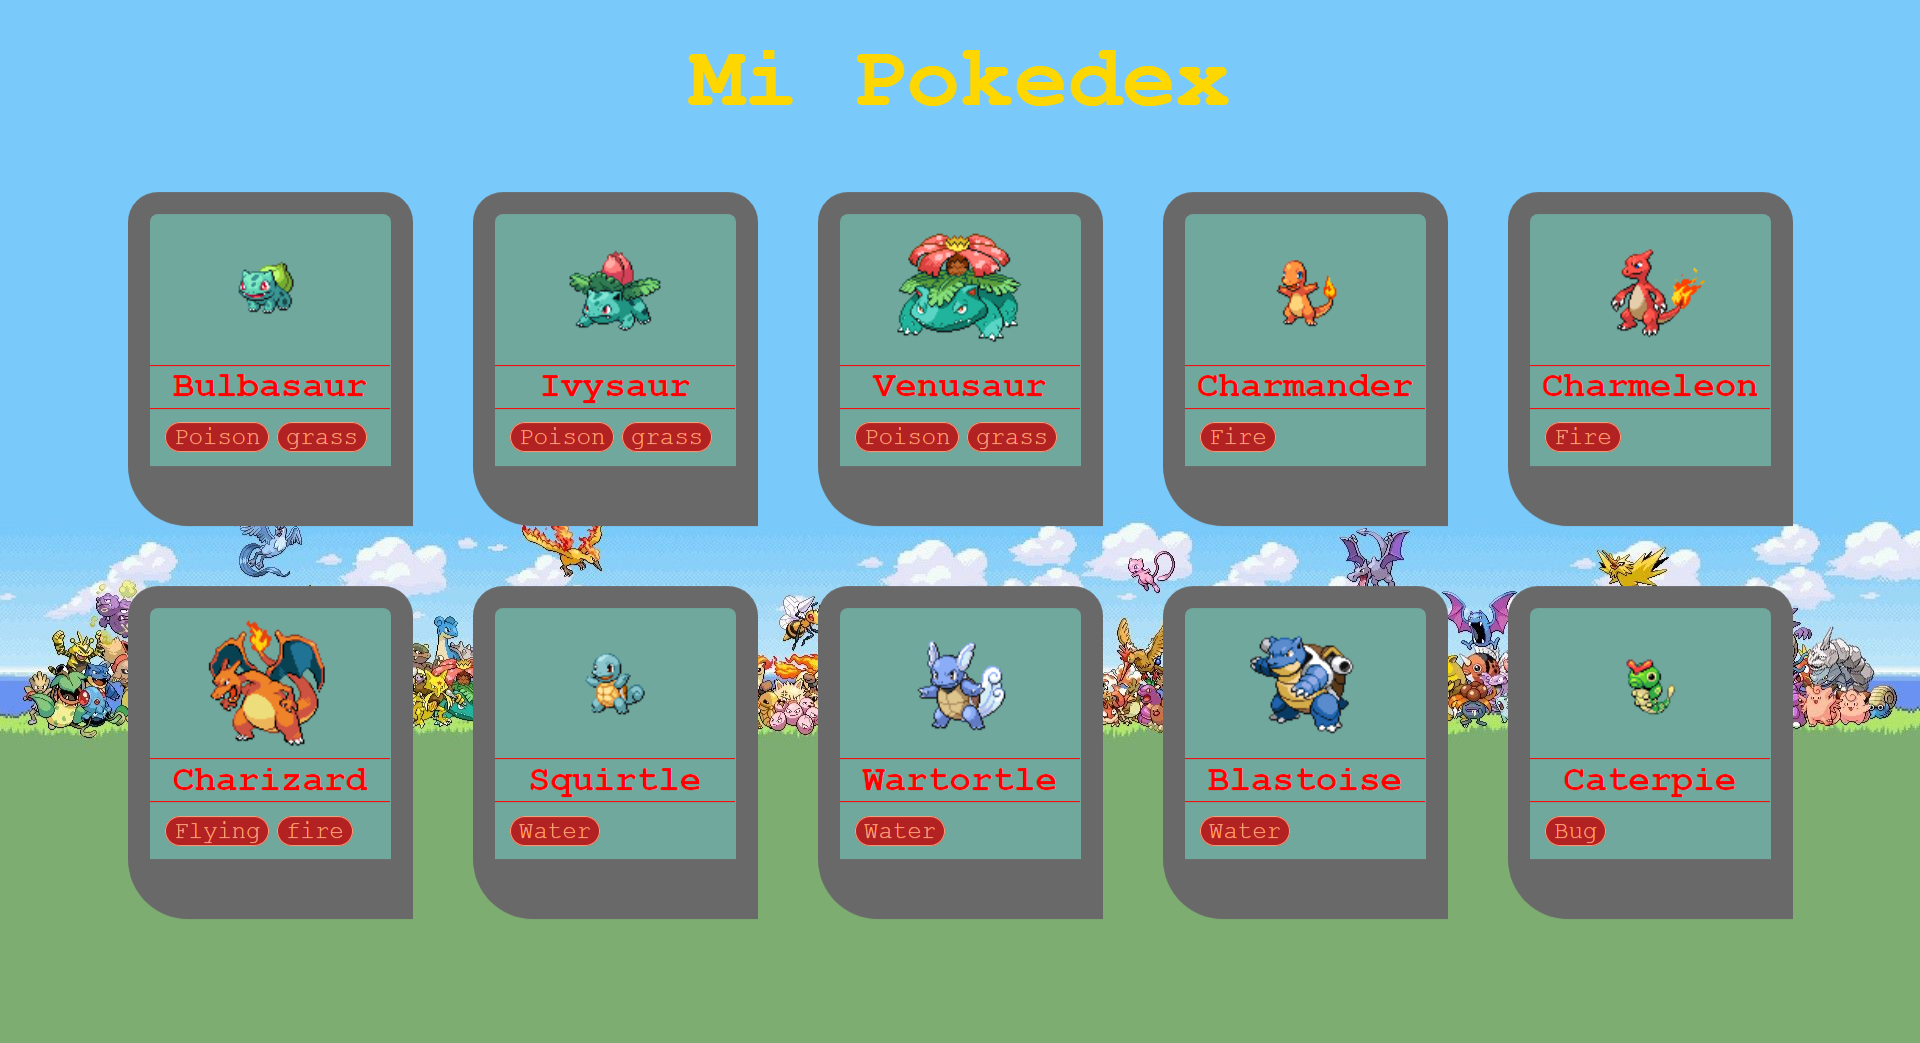 Mi Pokedex
Bulbasaur
Poison grass
Ivysaur
Poison grass
Venusaur
Poison grass
Charmander
Fire
Charmeleon
Fire
Charizard
Flying fire
Squirtle
Water
Wartortle
Water
Blastoise
Water
Caterpie
Bug